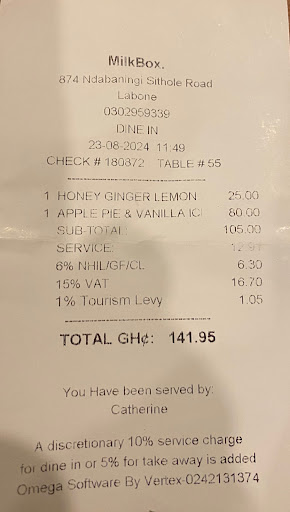 MilkBox.
874 Ndabaningi Sithole Road
Labone
0302959339
DINE IN
23-08-2024 11:49
CHECK # 180872 TABLE # 55
1 HONEY GINGER LEMON 25.00
1 APPLE PIE & VANILLA IC 80.00
SUB-TOTAL 105.00
SERVICE: 12.91
6% NHIL/GF/CL 6.30
15% VAT 16.70
1% Tourism Levy 1.05
TOTAL GH¢: 141.95
You Have been served by:
Catherine
A discretionary 10% service charge
for dine in or 5% for take away is added
Omega Software By Vertex-0242131374